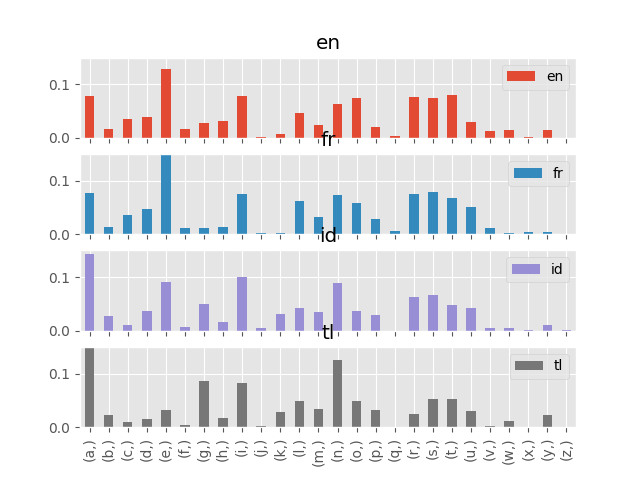 en
0.1
0.0
en
fr
0.1
0.0
fr
id
0.1
0.0
id
tl
0.1
0.0
tl
(a,) (b,) (c,) (d,) (e,) (f,) (g,) (h,) (i,) (j,) (k,) (l,) (m,) (n,) (o,) (p,) (q,) (r,) (s,) (t,) (u,) (v,) (w,) (x,) (y,) (z,)